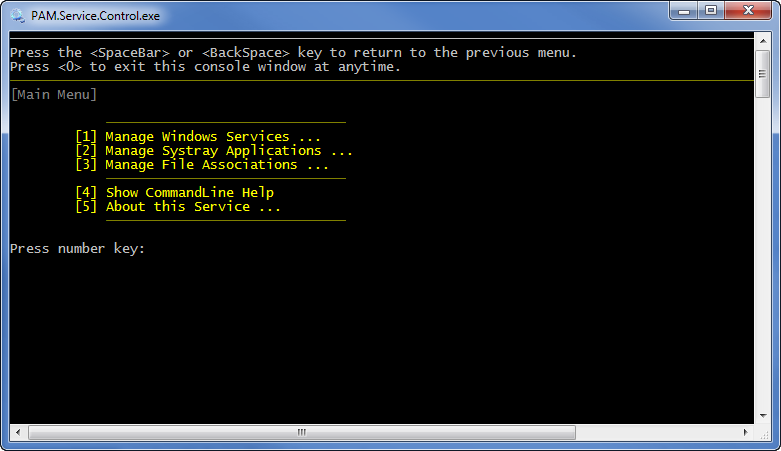 PAM.Service.Control.exe
Press the <SpaceBar> or <BackSpace> key to return to the previous menu.
Press <0> to exit this console window at anytime.
[Main Menu]
[1] Manage Windows Services ...
[2] Manage Systray Applications ...
[3] Manage File Associations ...
[4] Show CommandLine Help
[5] About this Service ...
Press number key: